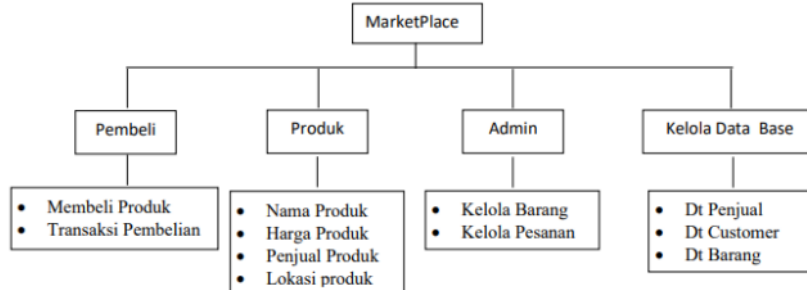 MarketPlace
Pembeli
Produk
Admin
Kelola Data Base
• Membeli Produk
• Transaksi Pembelian
• Nama Produk
• Harga Produk
• Penjual Produk
• Lokasi produk
• Kelola Barang
• Kelola Pesanan
• Dt Penjual
• Dt Customer
• Dt Barang